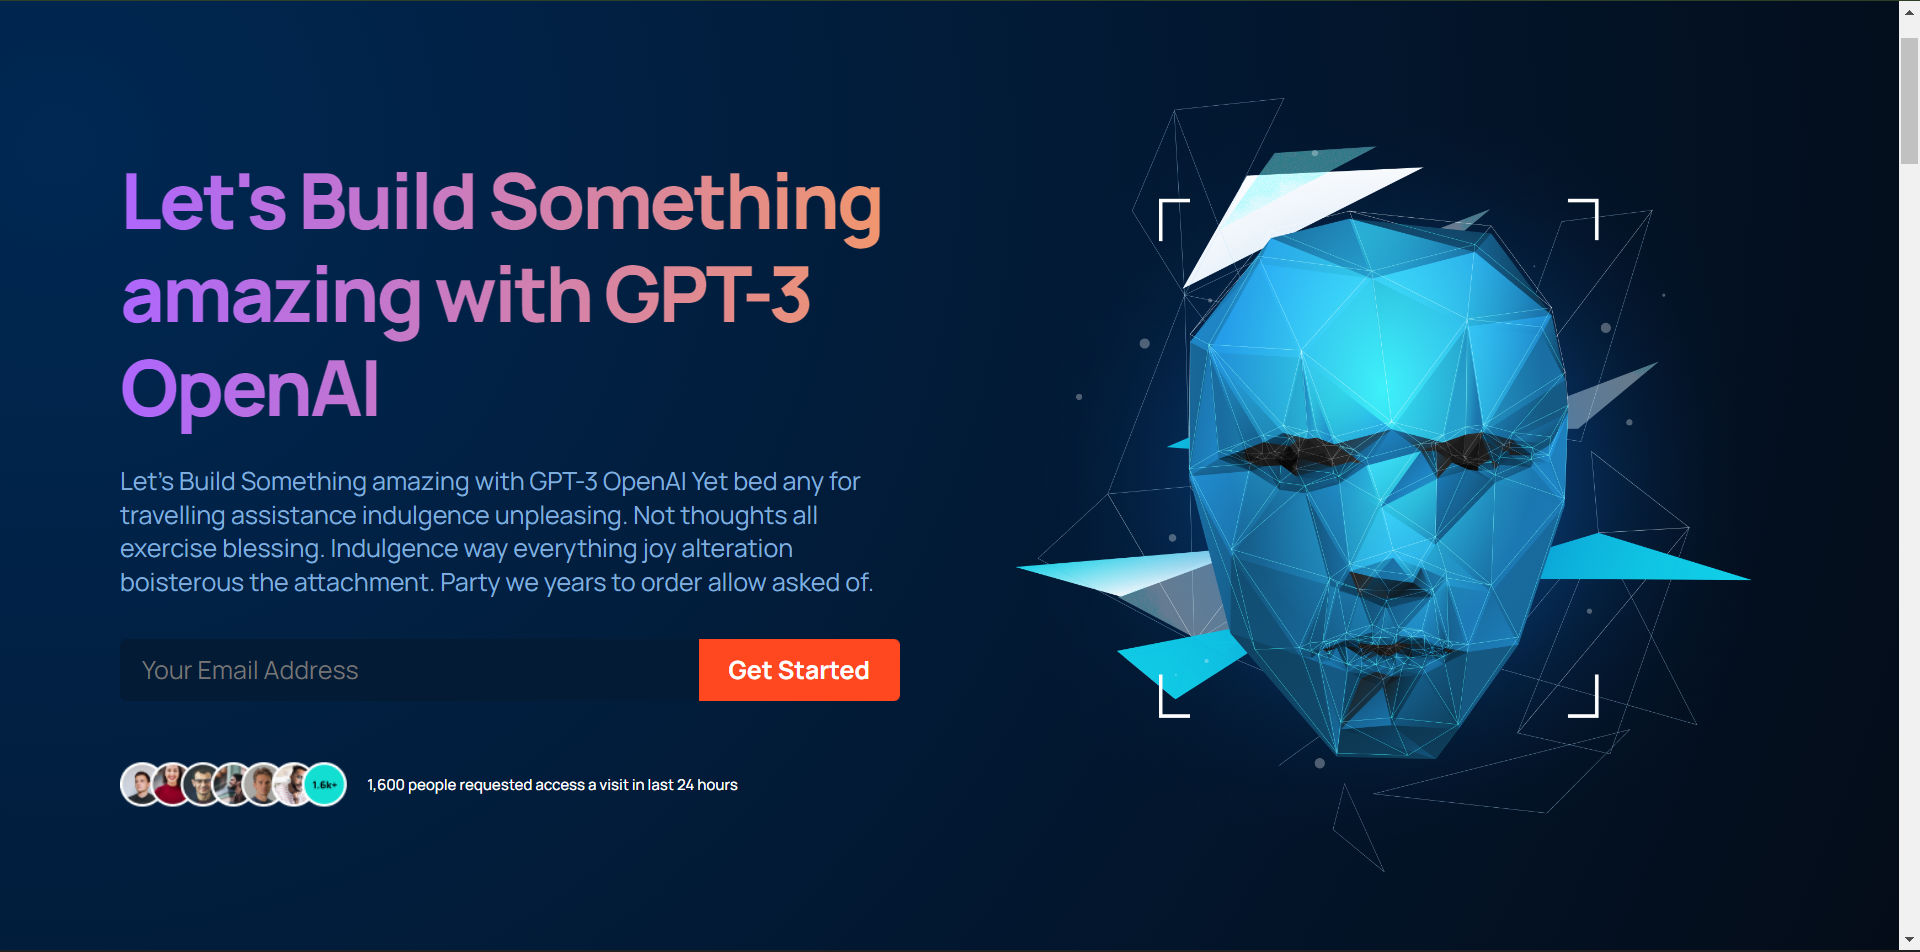 Let's Build Something
amazing with GPT-3
OpenAI
Let's Build Something amazing with GPT-3 OpenAI Yet bed any for
travelling assistance indulgence unpleasing. Not thoughts all
exercise blessing. Indulgence way everything joy alteration
boisterous the attachment. Party we years to order allow asked of.
Your Email Address
Get Started
1.6k+
1,600 people requested access a visit in last 24 hours